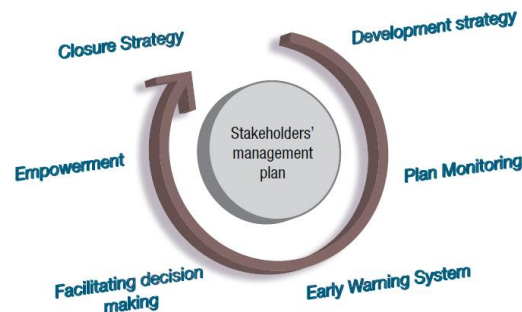 Closure Strategy
Development strategy
Stakeholders'
management
plan
Empowerment
Plan Monitoring
Facilitating decision
making
Early Warning System